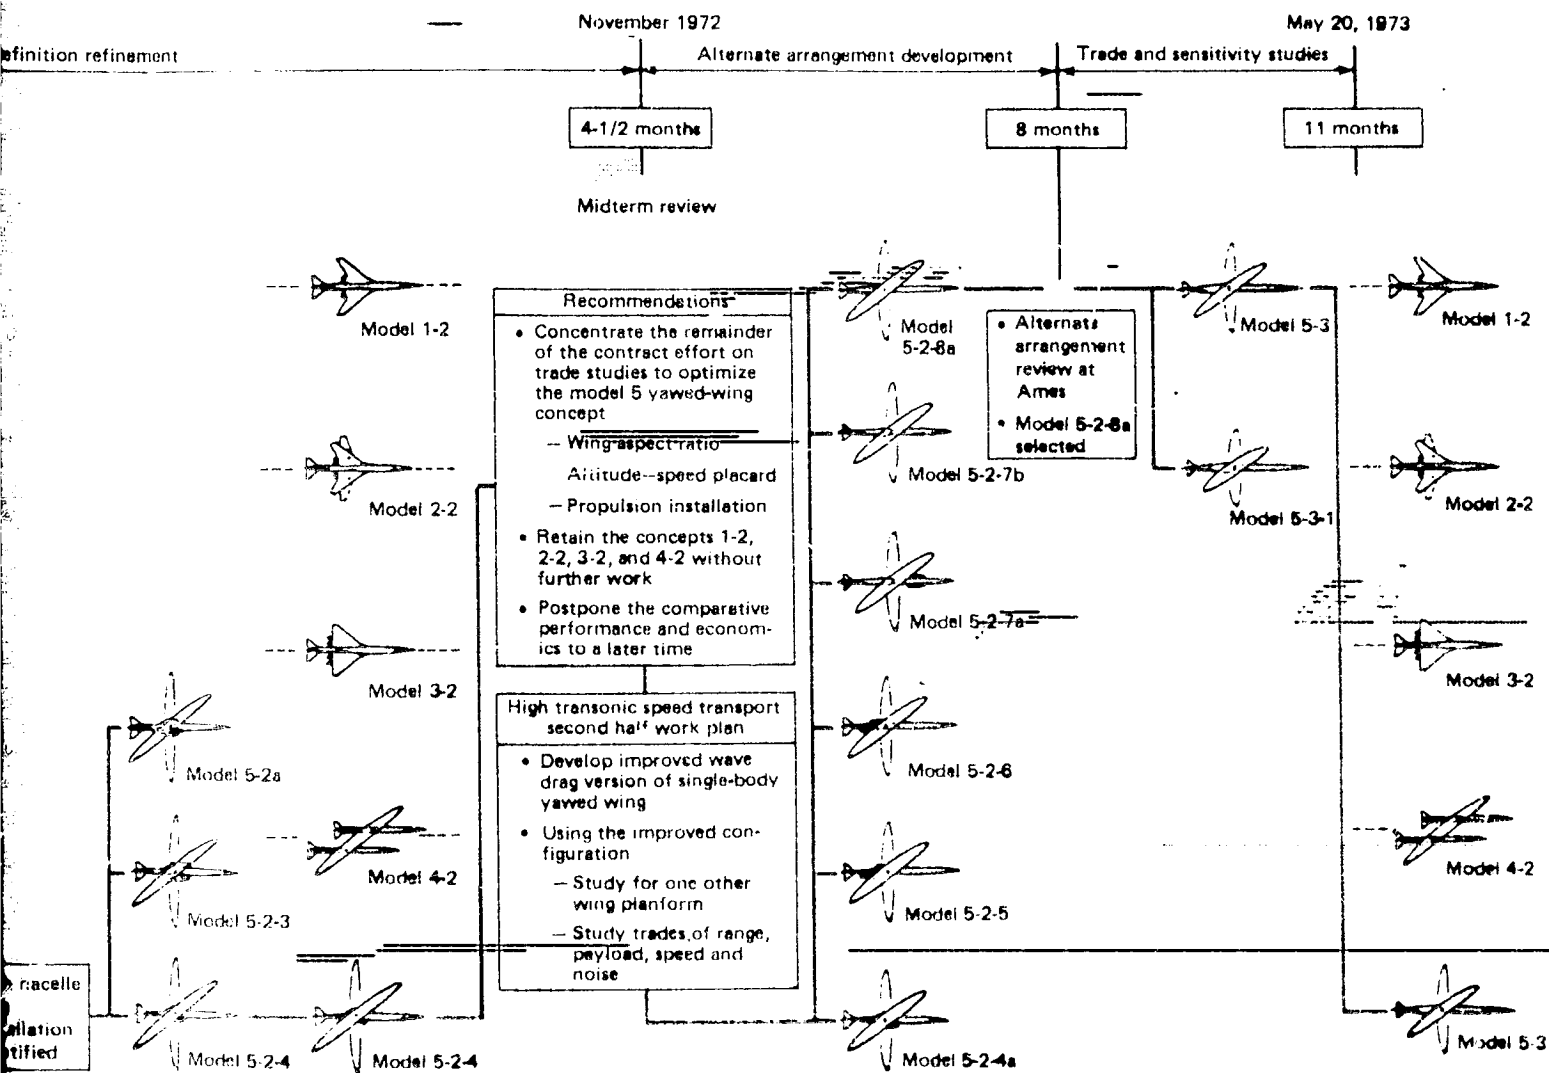 November 1972
May 20, 1973
efinition refinement
Alternate arrangement development
Trade and sensitivity studies
4-1/2 months
8 months
11 months
Midterm review
Model 1-2
Model 2-2
Model 3-2
Model 5-2a
Model 4-2
Model 5-2-3
nacelle
llation
tified
Model 5-2-4
Model 5-2-4
Recommendations
• Concentrate the remainder
of the contract effort on
trade studies to optimize
the model 5 yawed-wing
concept
— Wing aspect ratio
Altitude--speed placard
— Propulsion installation
• Retain the concepts 1-2,
2-2, 3-2, and 4-2 without
further work
• Postpone the comparative
performance and econom-
ics to a later time
High transonic speed transport
second half work plan
• Develop improved wave
drag version of single-body
yawed wing
• Using the improved con-
figuration
— Study for one other
wing planform
— Study trades of range,
payload, speed and
noise
Model
5-2-8a
Model 5-2-7b
Model 5-2-7a
Model 5-2-6
Model 5-2-5
Model 5-2-4a
• Alternate
arrangement
review at
Ames
• Model 5-2-8a
selected
Model 5-3
Model 5-3-1
Model 1-2
Model 2-2
Model 3-2
Model 4-2
Model 5-3